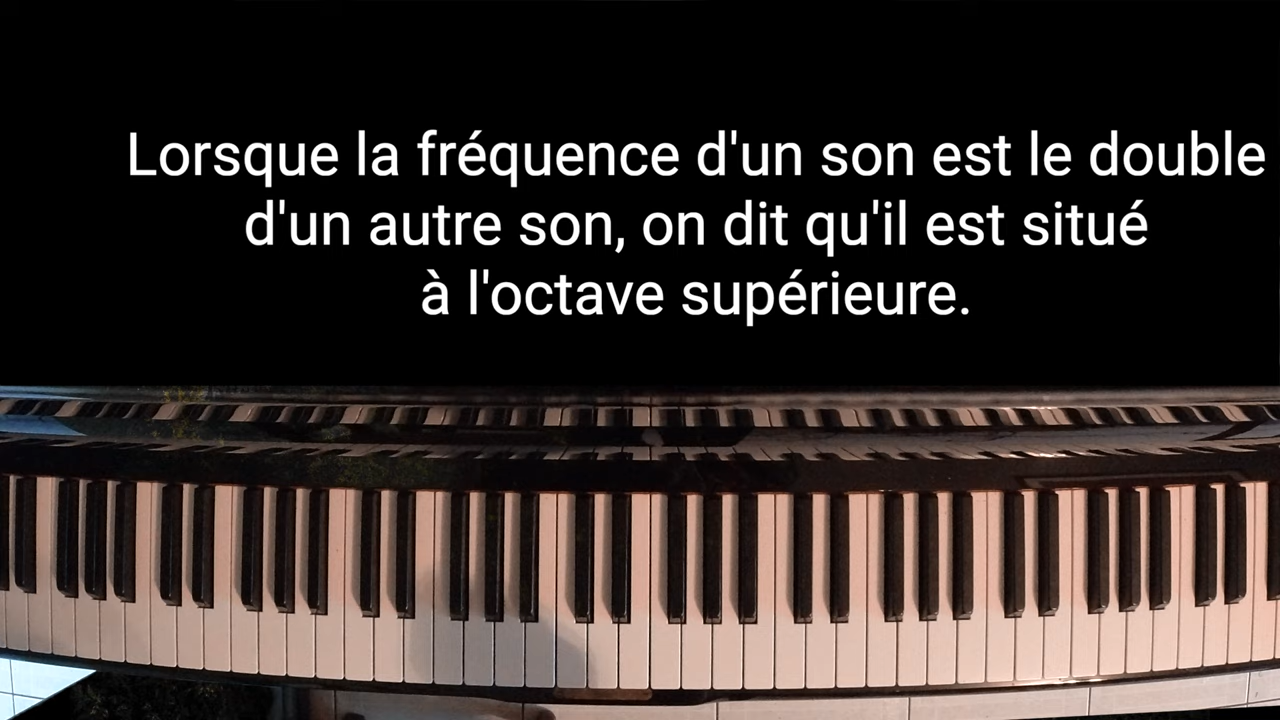 Lorsque la fréquence d'un son est le double
d'un autre son, on dit qu'il est situé
à l'octave supérieure.